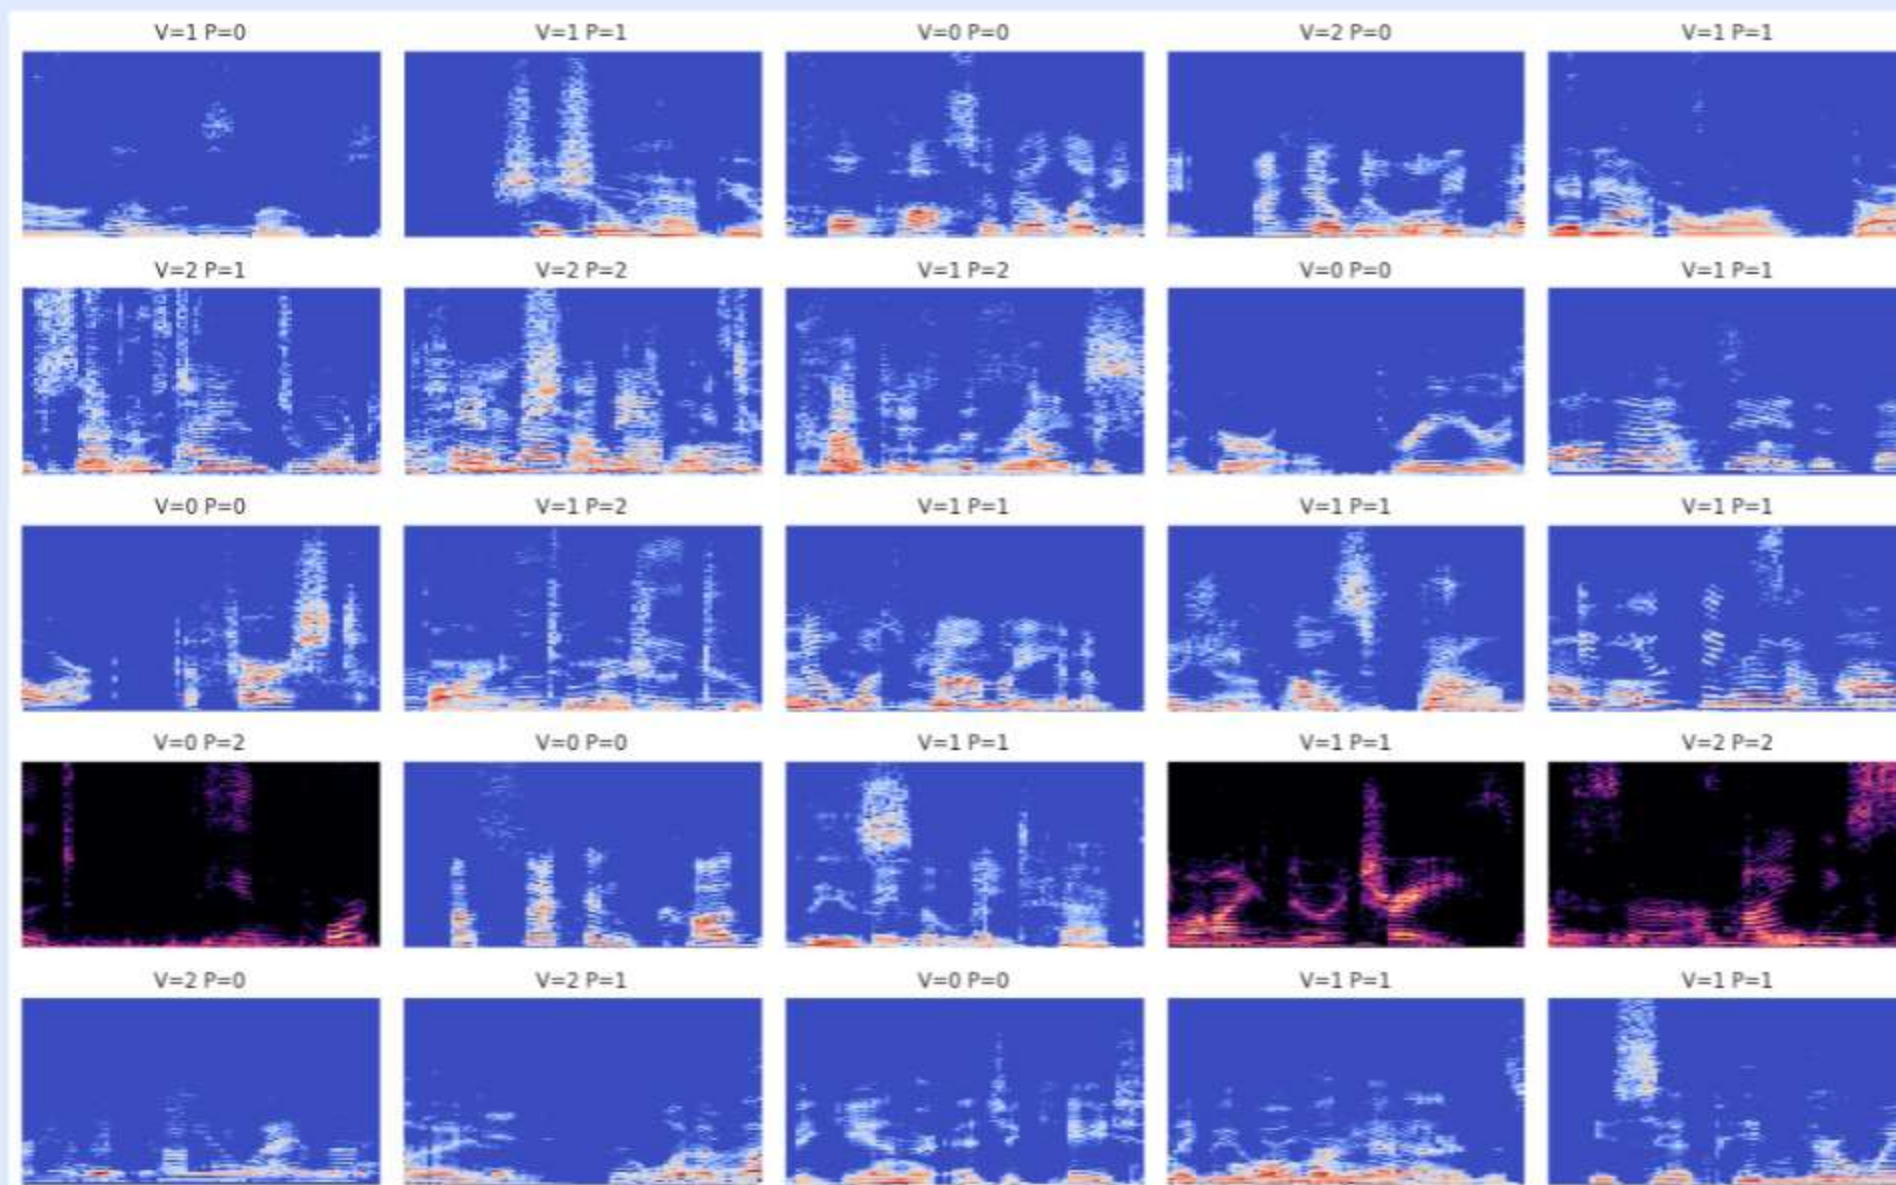 V=1 P=0 V=1 P=1 V=0 P=0 V=2 P=0 V=1 P=1
V=2 P=1 V=2 P=2 V=1 P=2 V=0 P=0 V=1 P=1
V=0 P=0 V=1 P=2 V=1 P=1 V=1 P=1 V=1 P=1
V=0 P=2 V=0 P=0 V=1 P=1 V=1 P=1 V=2 P=2
V=2 P=0 V=2 P=1 V=0 P=0 V=1 P=1 V=1 P=1